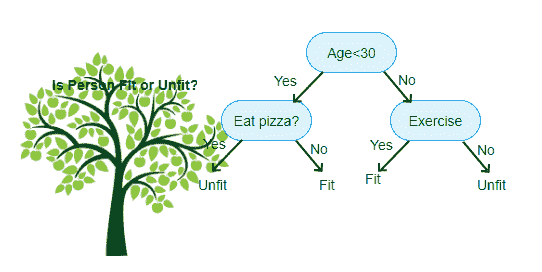 Is Person Fit or Unfit?
Age<30
Yes
No
Eat pizza?
Exercise
Yes
No
Yes
No
Unfit
Fit
Fit
Unfit